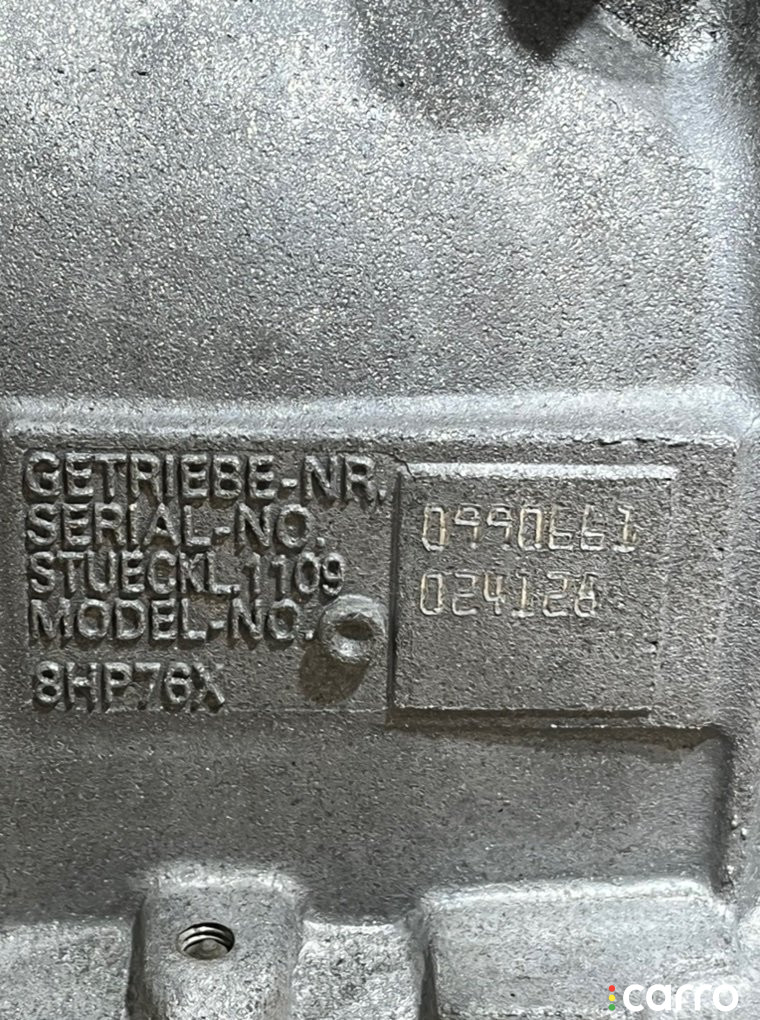 GETRIEBE-NR.
SERIAL-NO.
STUECKL.1109
MODEL-NO.
8HP76X
0990661
024126
carro